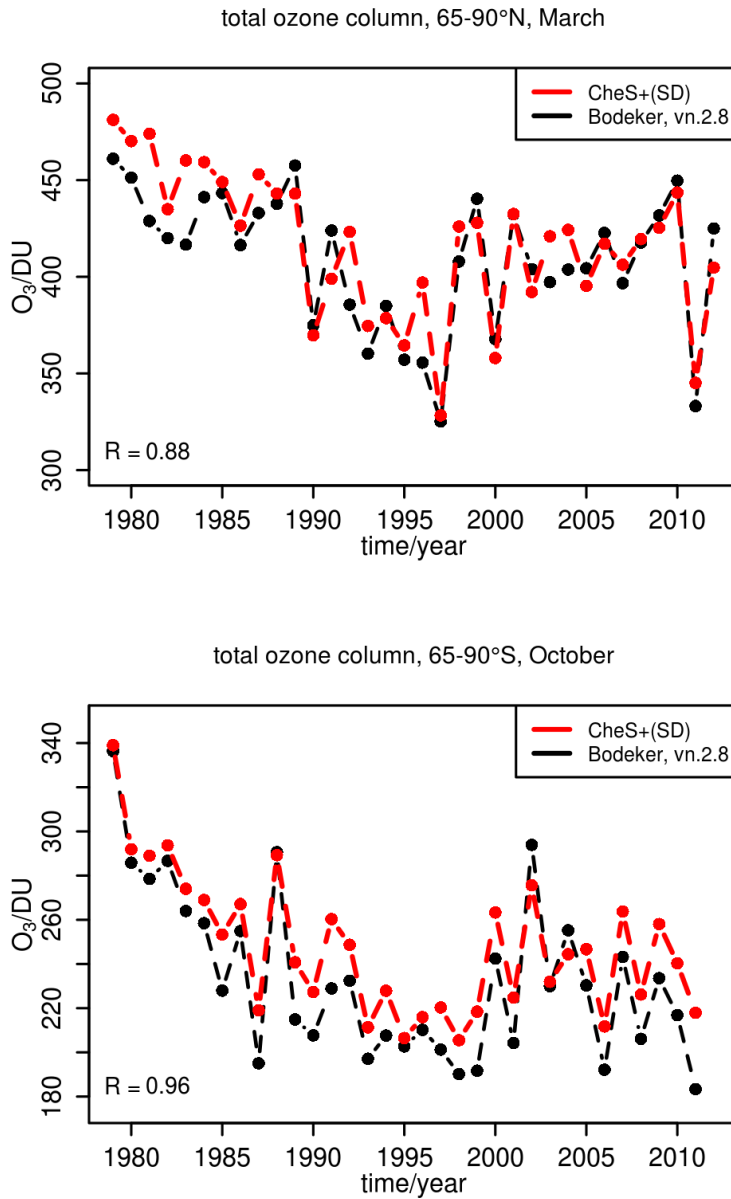 total ozone column, 65-90°N, March
500
450
400
350
300
O₃/DU
CheS+(SD)
Bodeker, vn.2.8
R = 0.88
1980 1985 1990 1995 2000 2005 2010
time/year
total ozone column, 65-90°S, October
340
300
260
220
180
O₃/DU
CheS+(SD)
Bodeker, vn.2.8
R = 0.96
1980 1985 1990 1995 2000 2005 2010
time/year